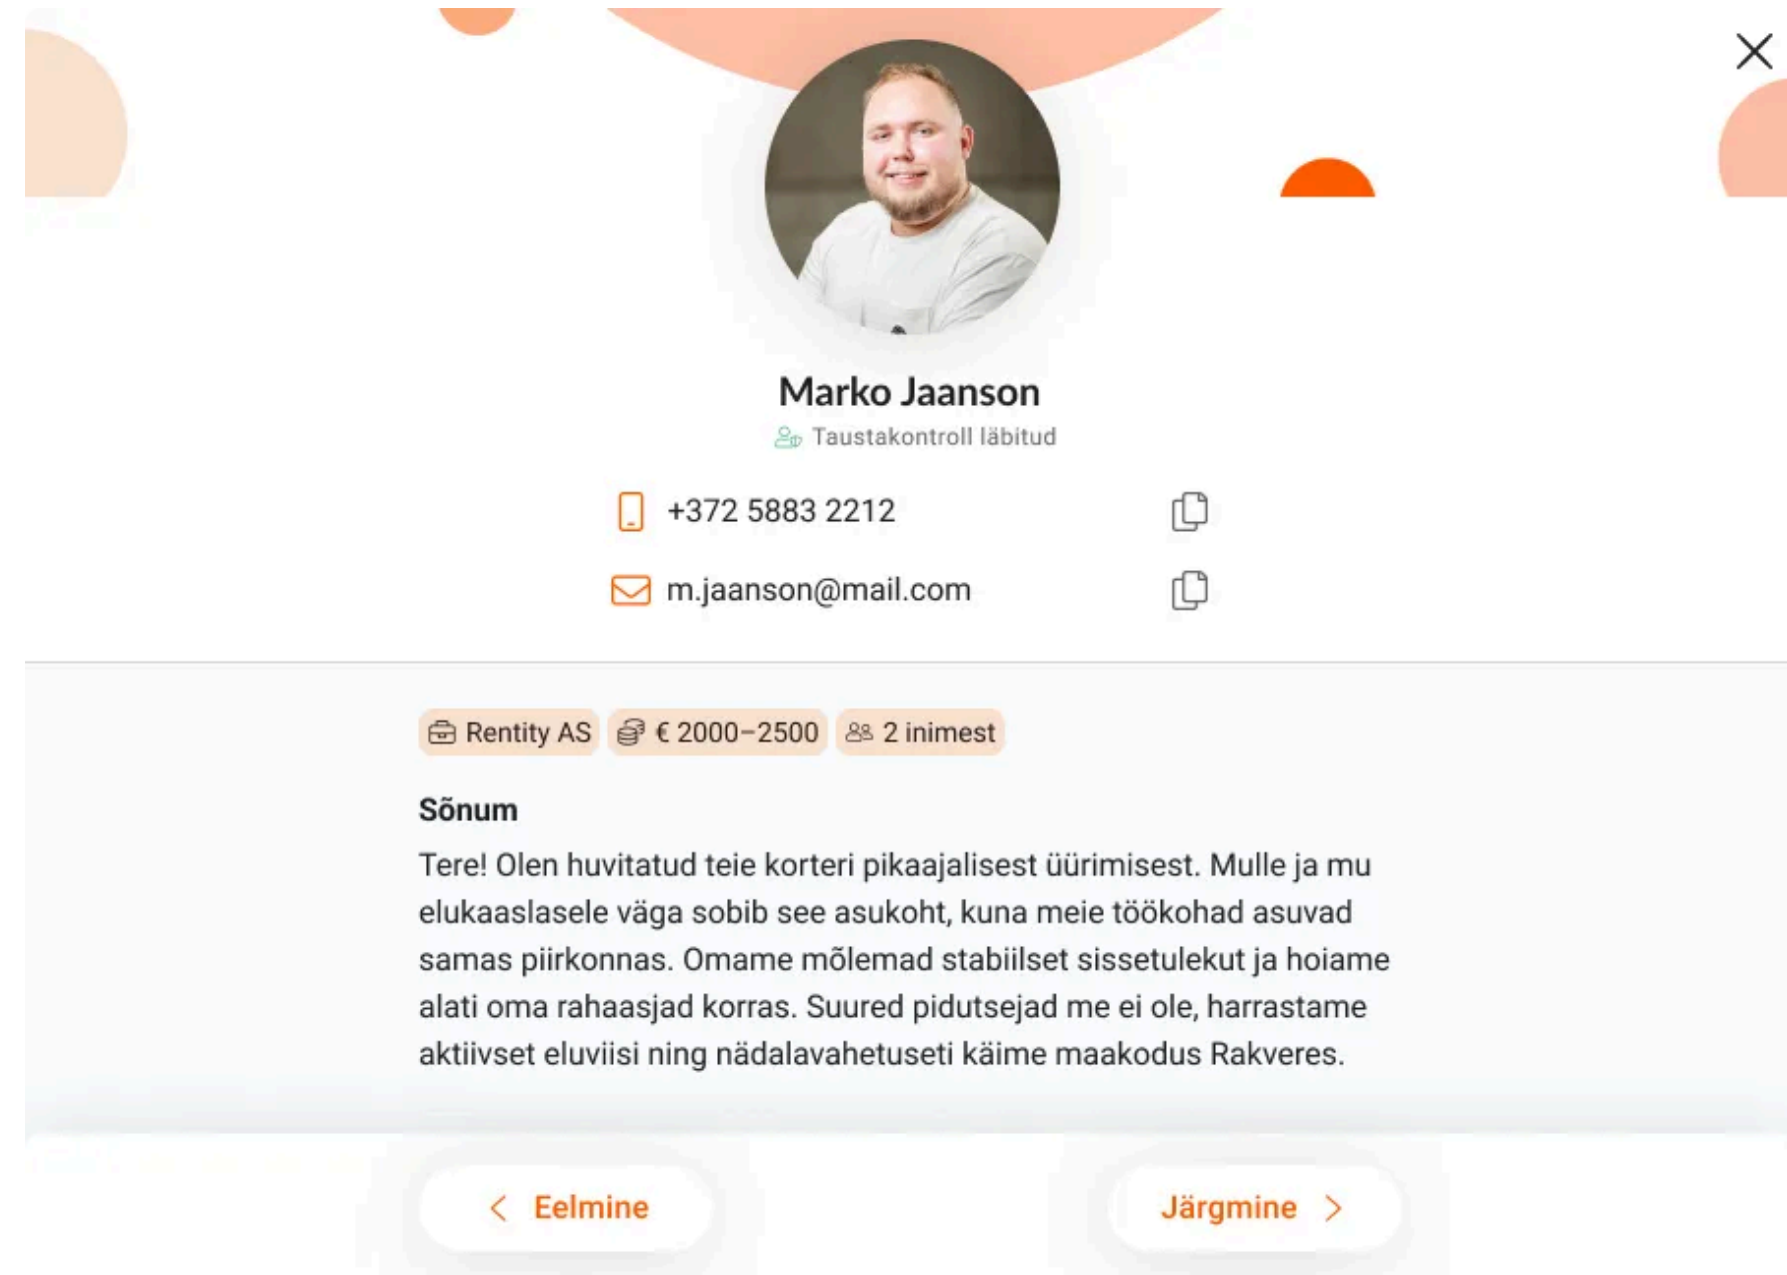 Marko Jaanson
Taustakontroll läbitud
+372 5883 2212
m.jaanson@mail.com
Rentity AS € 2000–2500 2 inimest
Sõnum
Tere! Olen huvitatud teie korteri pikaajalisest üürimisest. Mulle ja mu
elukaaslasele väga sobib see asukoht, kuna meie töökohad asuvad
samas piirkonnas. Omame mõlemad stabiilset sissetulekut ja hoiame
alati oma rahaasjad korras. Suured pidutsejad me ei ole, harrastame
aktiivset eluviisi ning nädalavahetuseti käime maakodus Rakveres.
Eelmine Järgmine